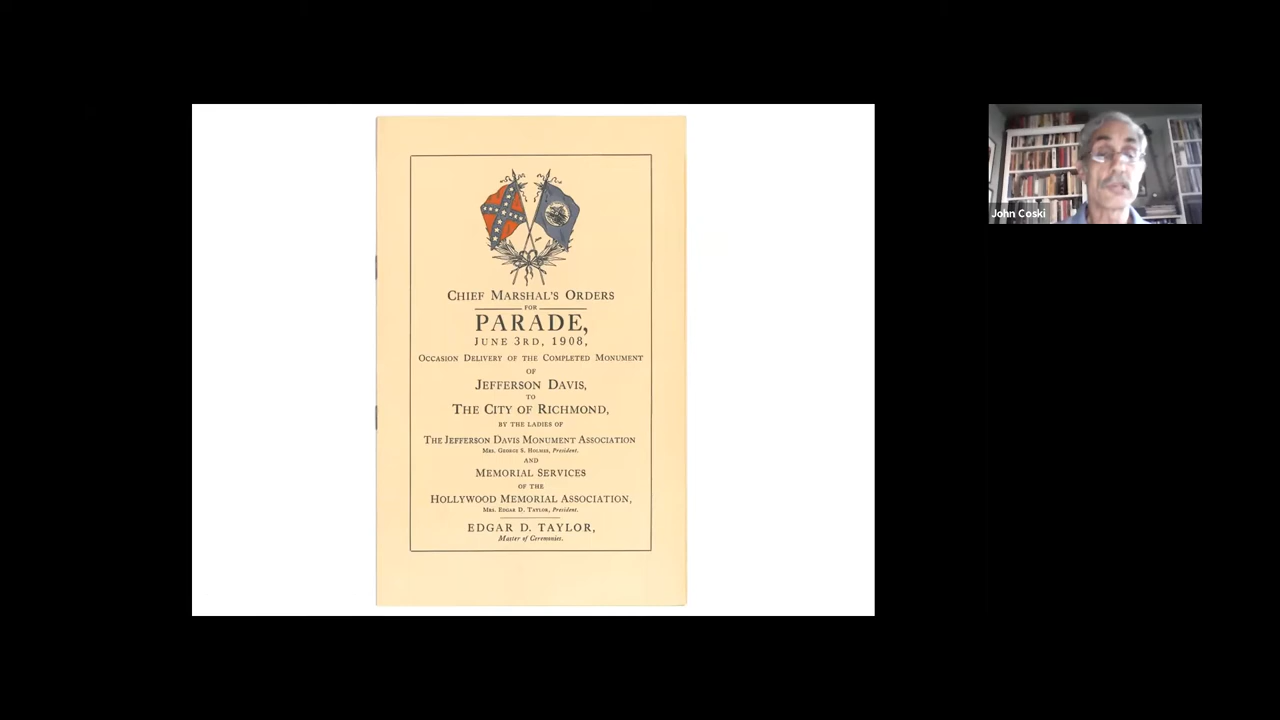 Chief Marshal's Orders
for
PARADE,
June 3rd, 1908,
Occasion Delivery of the Completed Monument
of
Jefferson Davis,
to
The City of Richmond,
by the Ladies of
The Jefferson Davis Monument Association
Mrs. George S. Holmes, President.
and
Memorial Services
of the
Hollywood Memorial Association,
Mrs. Edgar D. Taylor, President.
EDGAR D. TAYLOR,
Master of Ceremonies.
John Coski